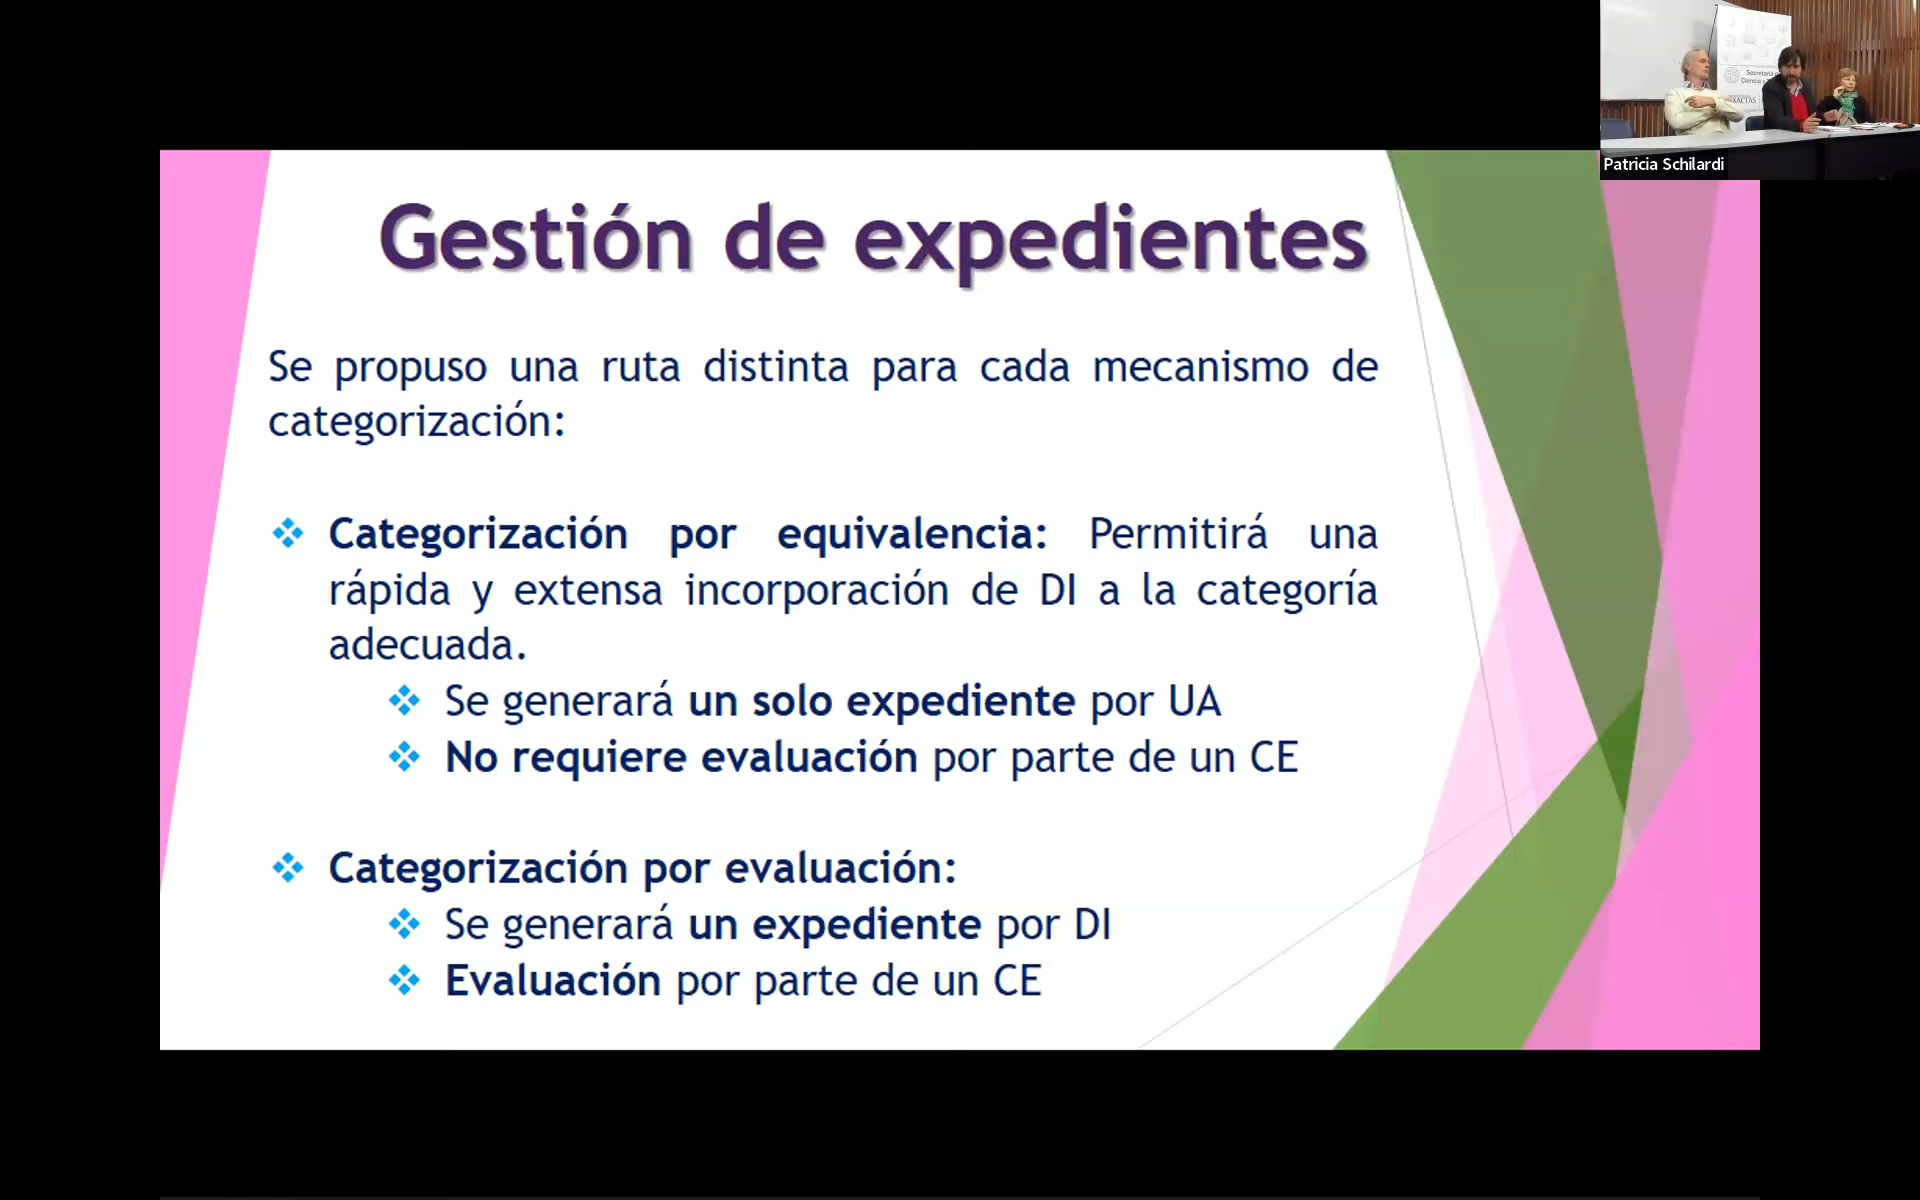 Gestión de expedientes
Se propuso una ruta distinta para cada mecanismo de
categorización:
Categorización por equivalencia: Permitirá una
rápida y extensa incorporación de DI a la categoría
adecuada.
Se generará un solo expediente por UA
No requiere evaluación por parte de un CE
Categorización por evaluación:
Se generará un expediente por DI
Evaluación por parte de un CE
Patricia Schilardi